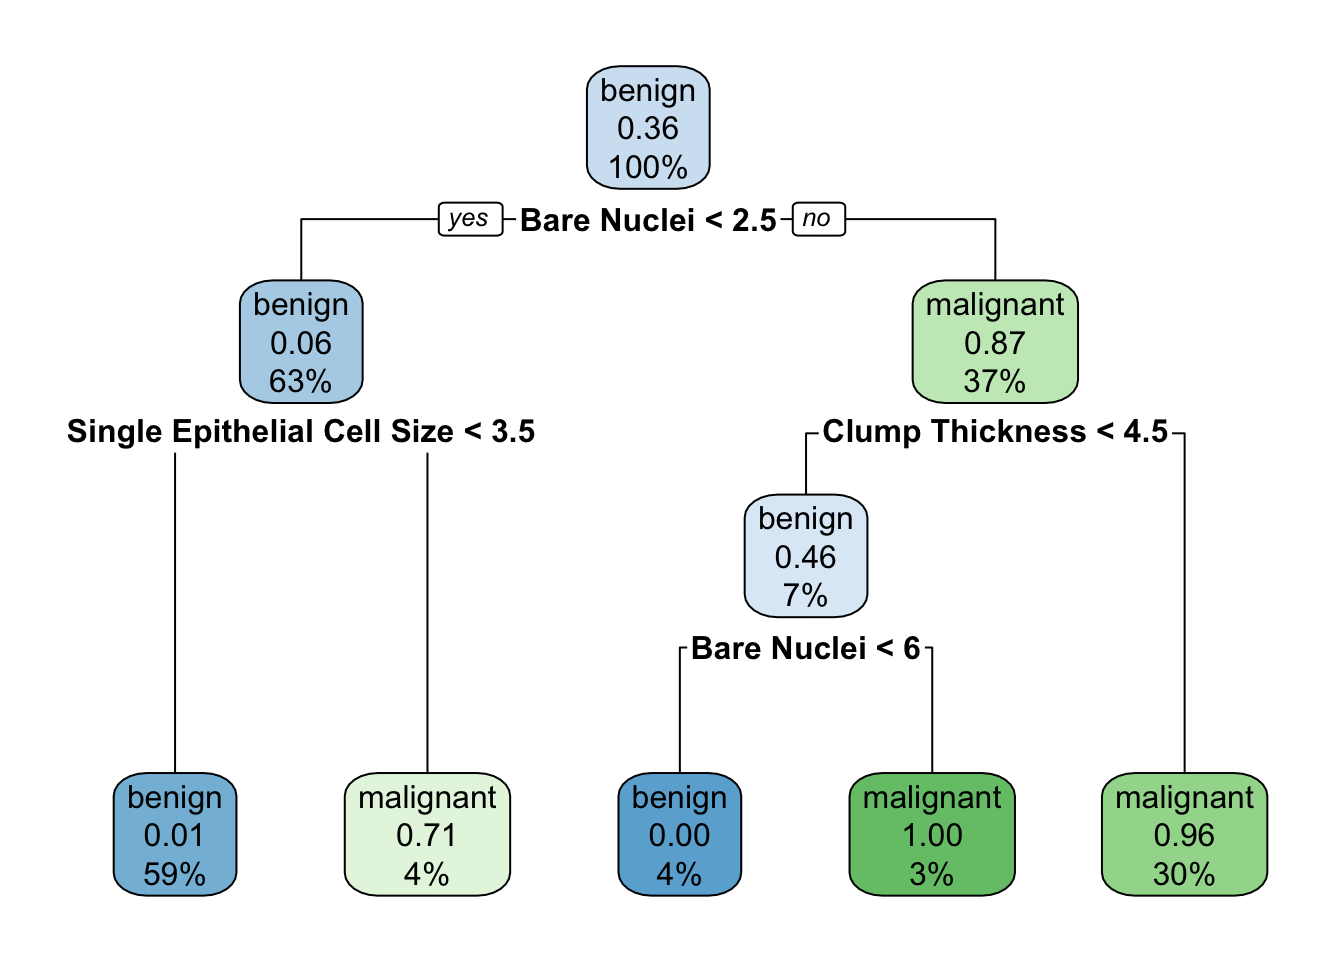 benign
0.36
100%
yes Bare Nuclei < 2.5 no
benign
0.06
63%
malignant
0.87
37%
Single Epithelial Cell Size < 3.5
Clump Thickness < 4.5
benign
0.46
7%
Bare Nuclei < 6
benign
0.01
59%
malignant
0.71
4%
benign
0.00
4%
malignant
1.00
3%
malignant
0.96
30%